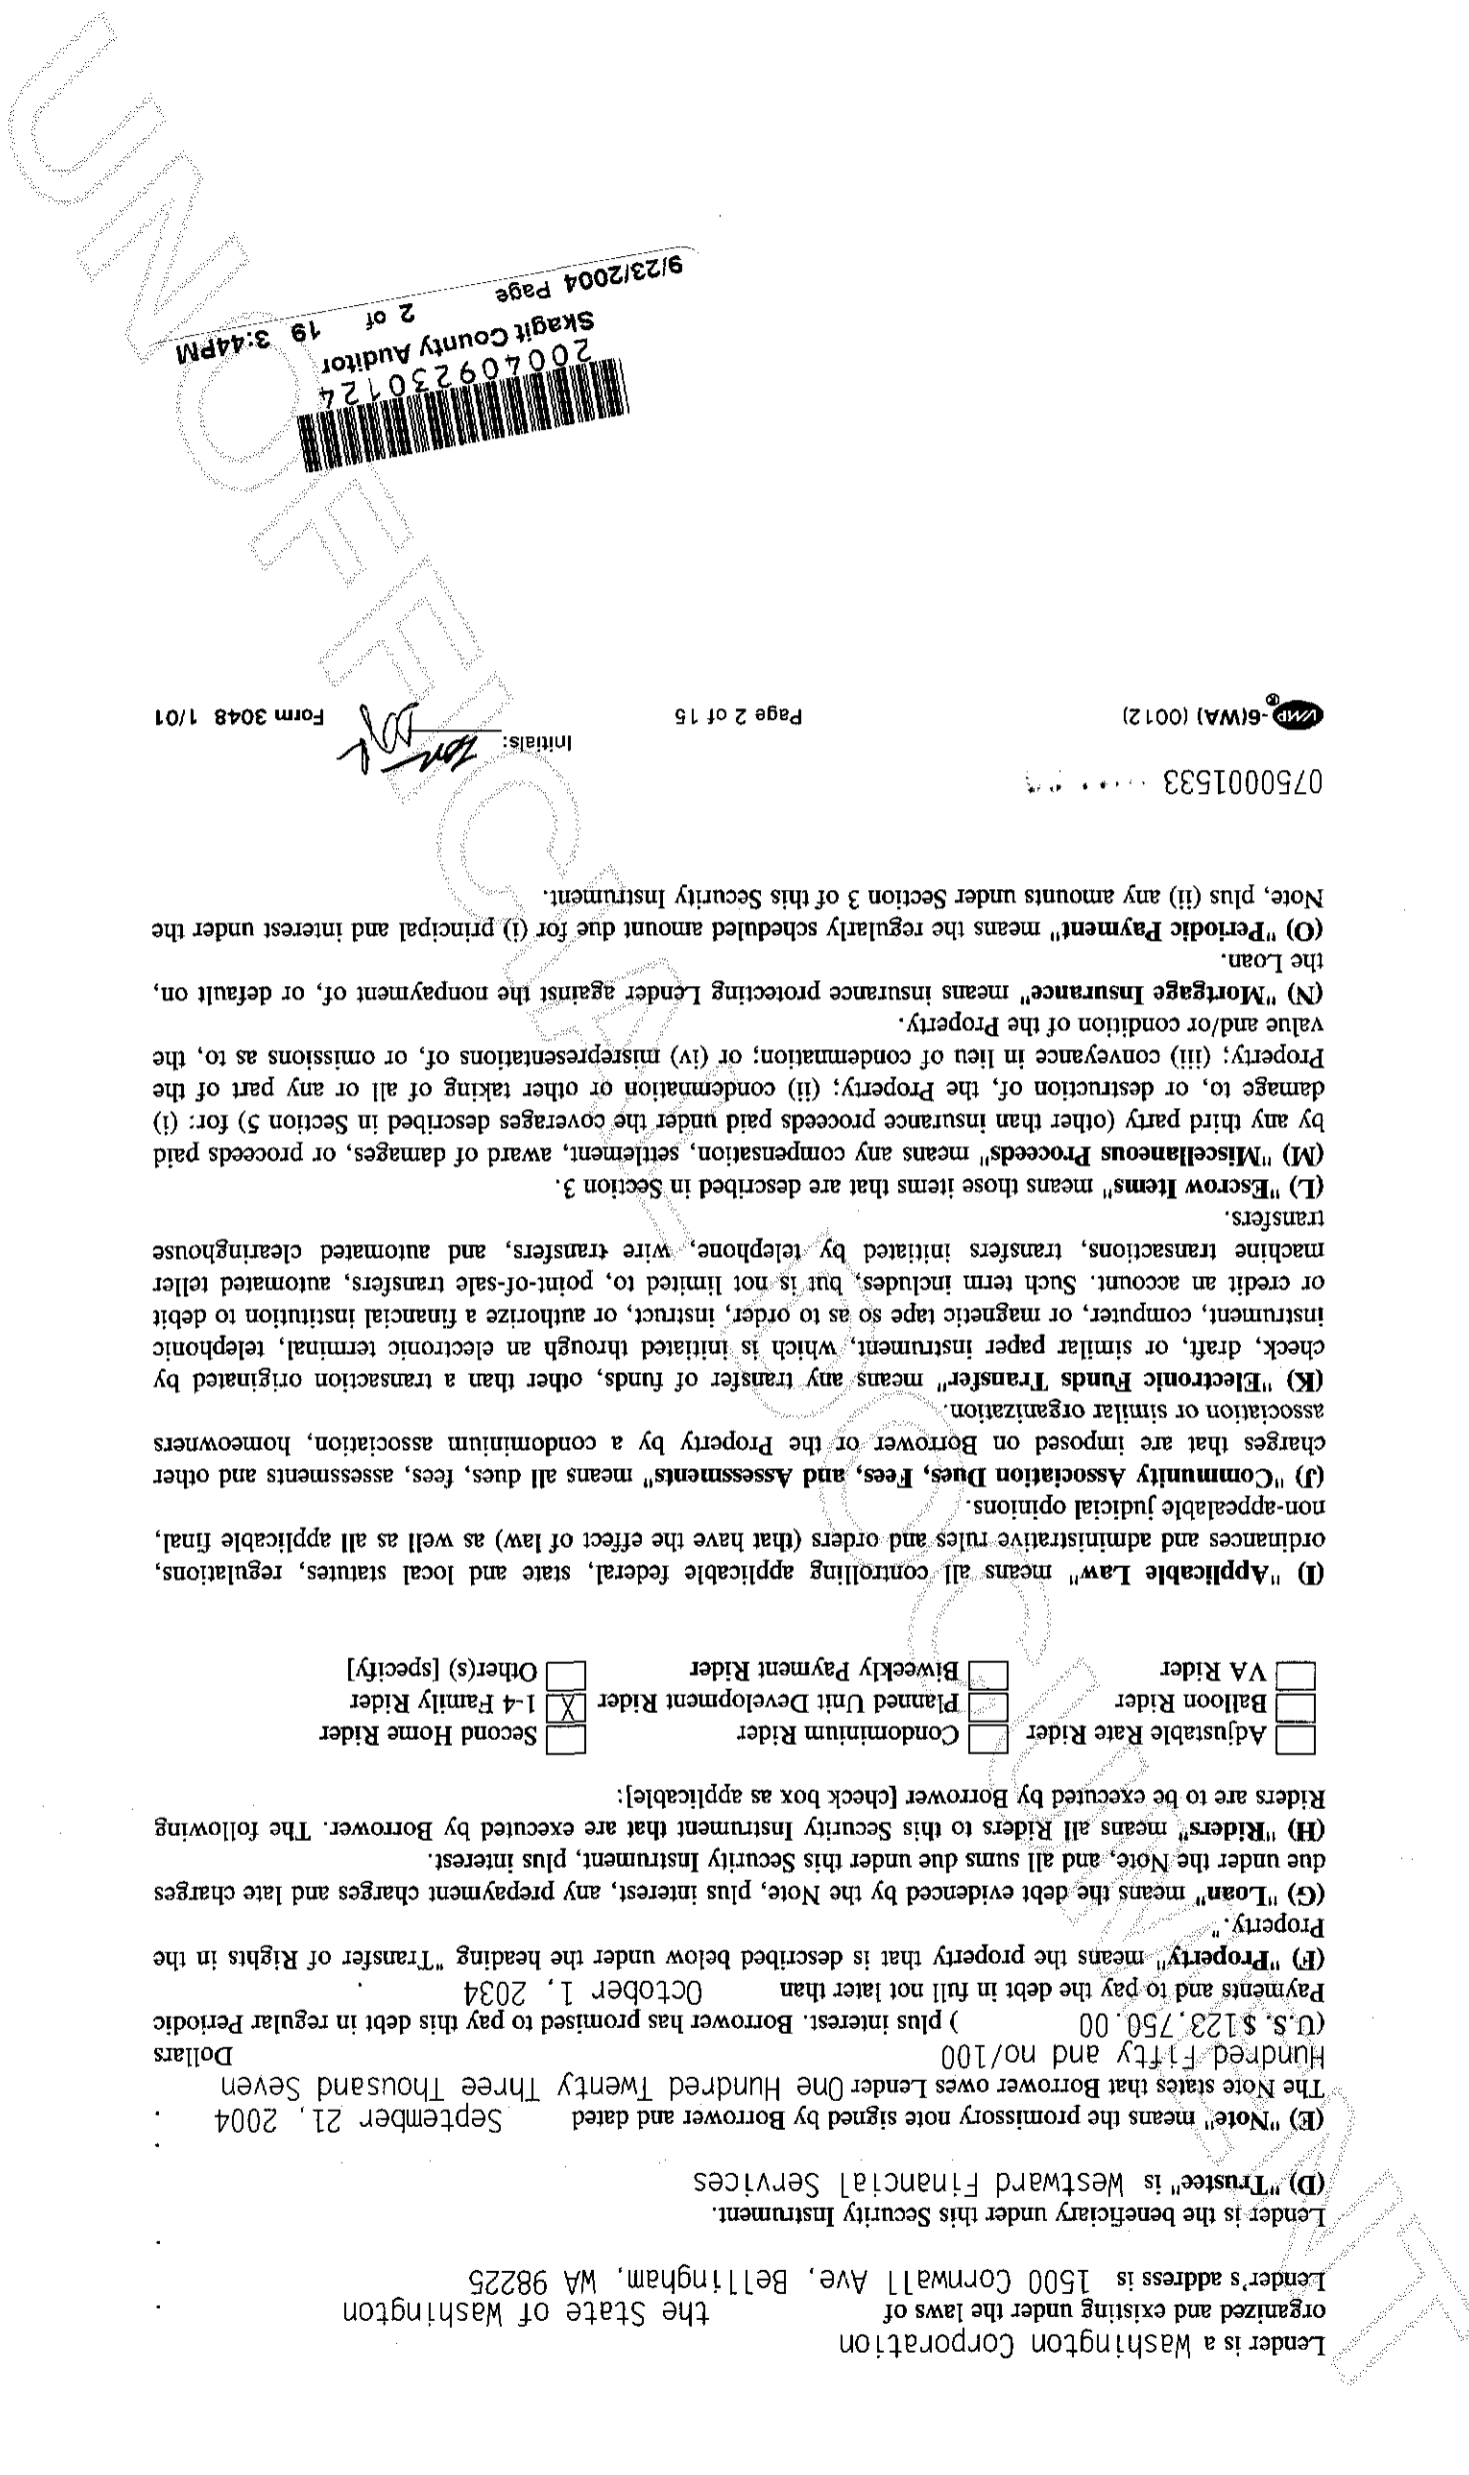 Lender is a Washington Corporation
organized and existing under the laws of the State of Washington .
Lender's address is 1500 Cornwall Ave, Bellingham, WA 98225
.
Lender is the beneficiary under this Security Instrument.
(D) "Trustee" is Westward Financial Services
.
(E) "Note" means the promissory note signed by Borrower and dated September 21, 2004 .
The Note states that Borrower owes Lender One Hundred Twenty Three Thousand Seven
Hundred Fifty and no/100 Dollars
(U.S. $123,750.00 ) plus interest. Borrower has promised to pay this debt in regular Periodic
Payments and to pay the debt in full not later than October 1, 2034 .
(F) "Property" means the property that is described below under the heading "Transfer of Rights in the
Property."
(G) "Loan" means the debt evidenced by the Note, plus interest, any prepayment charges and late charges
due under the Note, and all sums due under this Security Instrument, plus interest.
(H) "Riders" means all Riders to this Security Instrument that are executed by Borrower. The following
Riders are to be executed by Borrower [check box as applicable]:
Adjustable Rate Rider Condominium Rider Second Home Rider
Balloon Rider Planned Unit Development Rider X 1-4 Family Rider
VA Rider Biweekly Payment Rider Other(s) [specify]
(I) "Applicable Law" means all controlling applicable federal, state and local statutes, regulations,
ordinances and administrative rules and orders (that have the effect of law) as well as all applicable final,
non-appealable judicial opinions.
(J) "Community Association Dues, Fees, and Assessments" means all dues, fees, assessments and other
charges that are imposed on Borrower or the Property by a condominium association, homeowners
association or similar organization.
(K) "Electronic Funds Transfer" means any transfer of funds, other than a transaction originated by
check, draft, or similar paper instrument, which is initiated through an electronic terminal, telephonic
instrument, computer, or magnetic tape so as to order, instruct, or authorize a financial institution to debit
or credit an account. Such term includes, but is not limited to, point-of-sale transfers, automated teller
machine transactions, transfers initiated by telephone, wire transfers, and automated clearinghouse
transfers.
(L) "Escrow Items" means those items that are described in Section 3.
(M) "Miscellaneous Proceeds" means any compensation, settlement, award of damages, or proceeds paid
by any third party (other than insurance proceeds paid under the coverages described in Section 5) for: (i)
damage to, or destruction of, the Property; (ii) condemnation or other taking of all or any part of the
Property; (iii) conveyance in lieu of condemnation; or (iv) misrepresentations of, or omissions as to, the
value and/or condition of the Property.
(N) "Mortgage Insurance" means insurance protecting Lender against the nonpayment of, or default on,
the Loan.
(O) "Periodic Payment" means the regularly scheduled amount due for (i) principal and interest under the
Note, plus (ii) any amounts under Section 3 of this Security Instrument.
0750001533
Initials:
VMP®-6(WA) (0012) Page 2 of 15 Form 3048 1/01
200409230124
Skagit County Auditor
9/23/2004 Page 2 of 19 3:44PM
UNOFFICIAL DOCUMENT